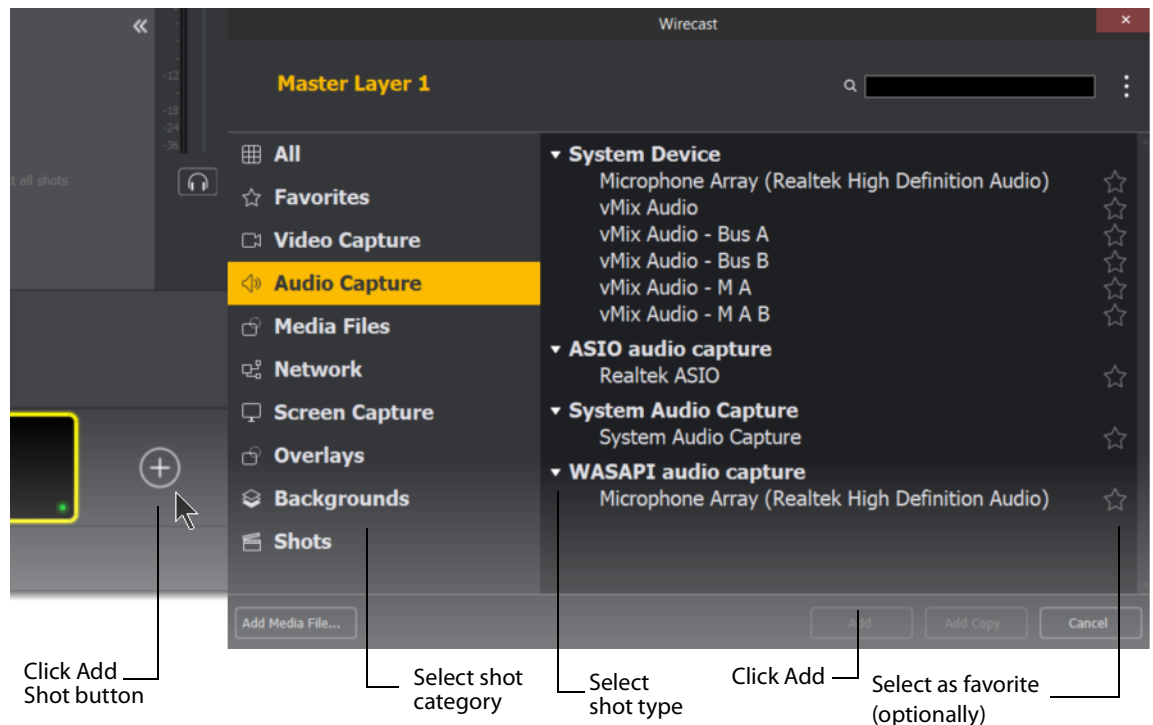 «
Wirecast
×
-12
-18
-24
-36
t all shots
Master Layer 1
All
Favorites
Video Capture
Audio Capture
Media Files
Network
Screen Capture
Overlays
Backgrounds
Shots
System Device
Microphone Array (Realtek High Definition Audio)
vMix Audio
vMix Audio - Bus A
vMix Audio - Bus B
vMix Audio - M A
vMix Audio - M A B
ASIO audio capture
Realtek ASIO
System Audio Capture
System Audio Capture
WASAPI audio capture
Microphone Array (Realtek High Definition Audio)
Add Media File...
Add
Add Copy
Cancel
Click Add
Shot button
Select shot
category
Select
shot type
Click Add
Select as favorite
(optionally)